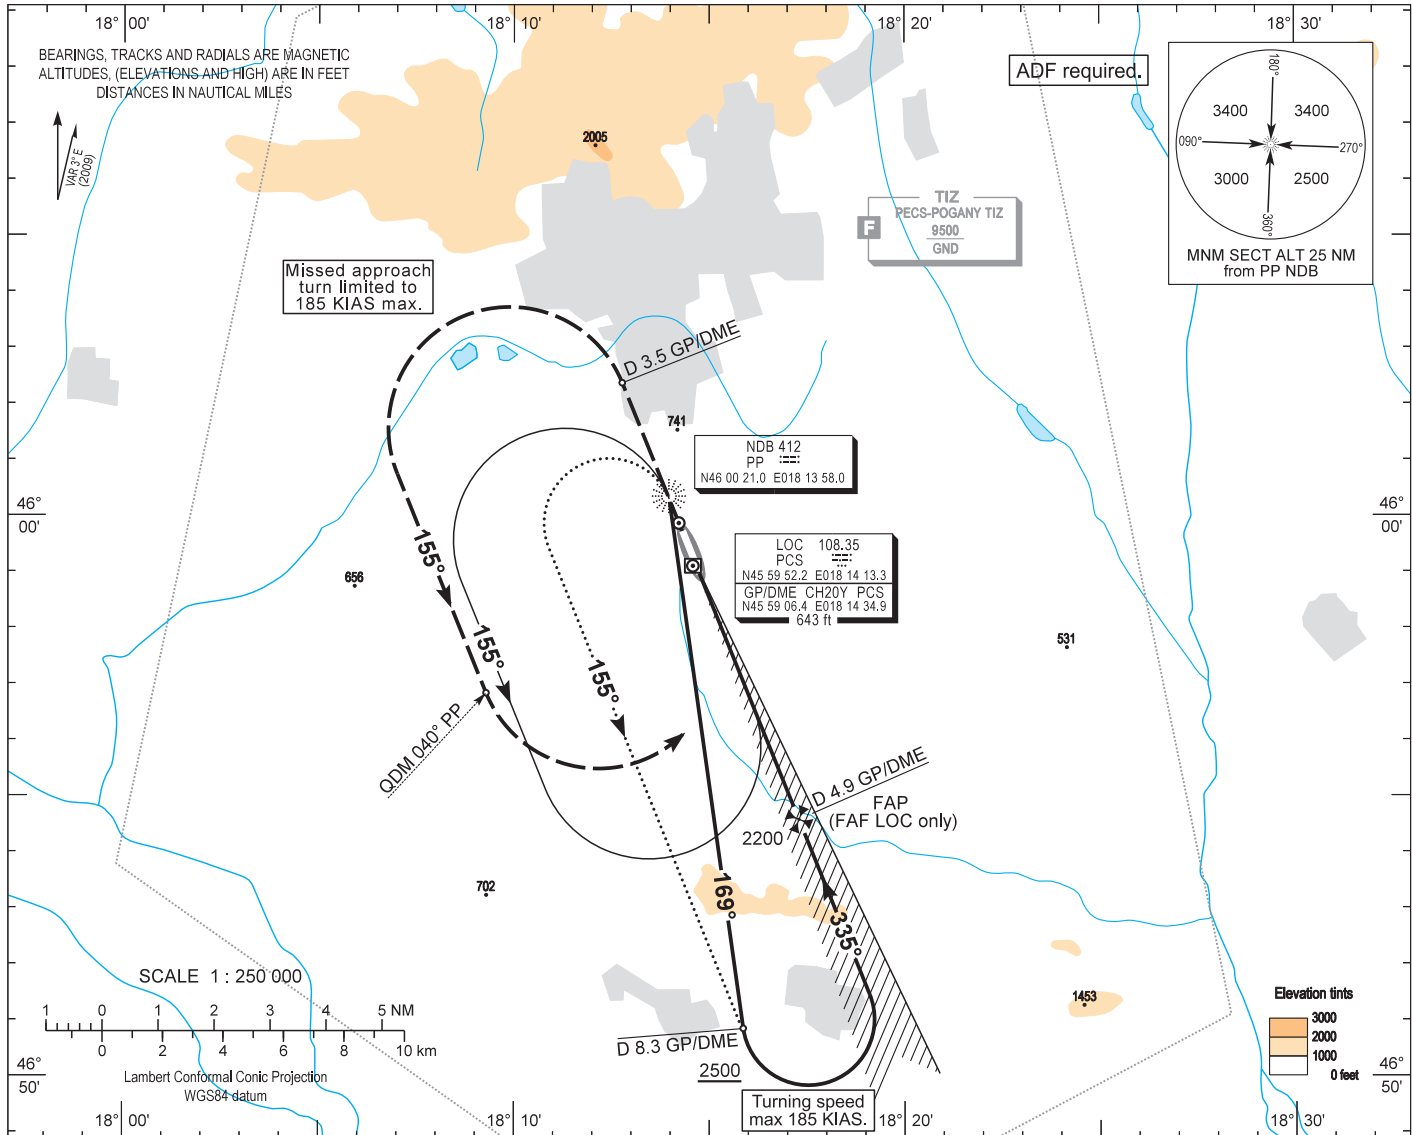 18° 00'
18° 10'
18° 20'
18° 30'
BEARINGS, TRACKS AND RADIALS ARE MAGNETIC
ALTITUDES, (ELEVATIONS AND HIGH) ARE IN FEET
DISTANCES IN NAUTICAL MILES
VAR 3° E
(2009)
ADF required.
180°
3400
3400
090°
270°
3000
2500
360°
MNM SECT ALT 25 NM
from PP NDB
2005
TIZ
PECS-POGANY TIZ
F
9500
GND
Missed approach
turn limited to
185 KIAS max.
D 3.5 GP/DME
741
NDB 412
PP
N46 00 21.0 E018 13 58.0
46°
00'
46°
00'
LOC 108.35
PCS
N45 59 52.2 E018 14 13.3
GP/DME CH20Y PCS
N45 59 06.4 E018 14 34.9
643 ft
155°
155°
155°
656
531
QDM 040° PP
D 4.9 GP/DME
FAP
(FAF LOC only)
2200
702
169°
335°
SCALE 1 : 250 000
1 0 1 2 3 4 5 NM
0 2 4 6 8 10 km
Lambert Conformal Conic Projection
WGS84 datum
1453
Elevation tints
3000
2000
1000
0 feet
D 8.3 GP/DME
2500
Turning speed
max 185 KIAS.
46°
50'
46°
50'
18° 00'
18° 10'
18° 20'
18° 30'